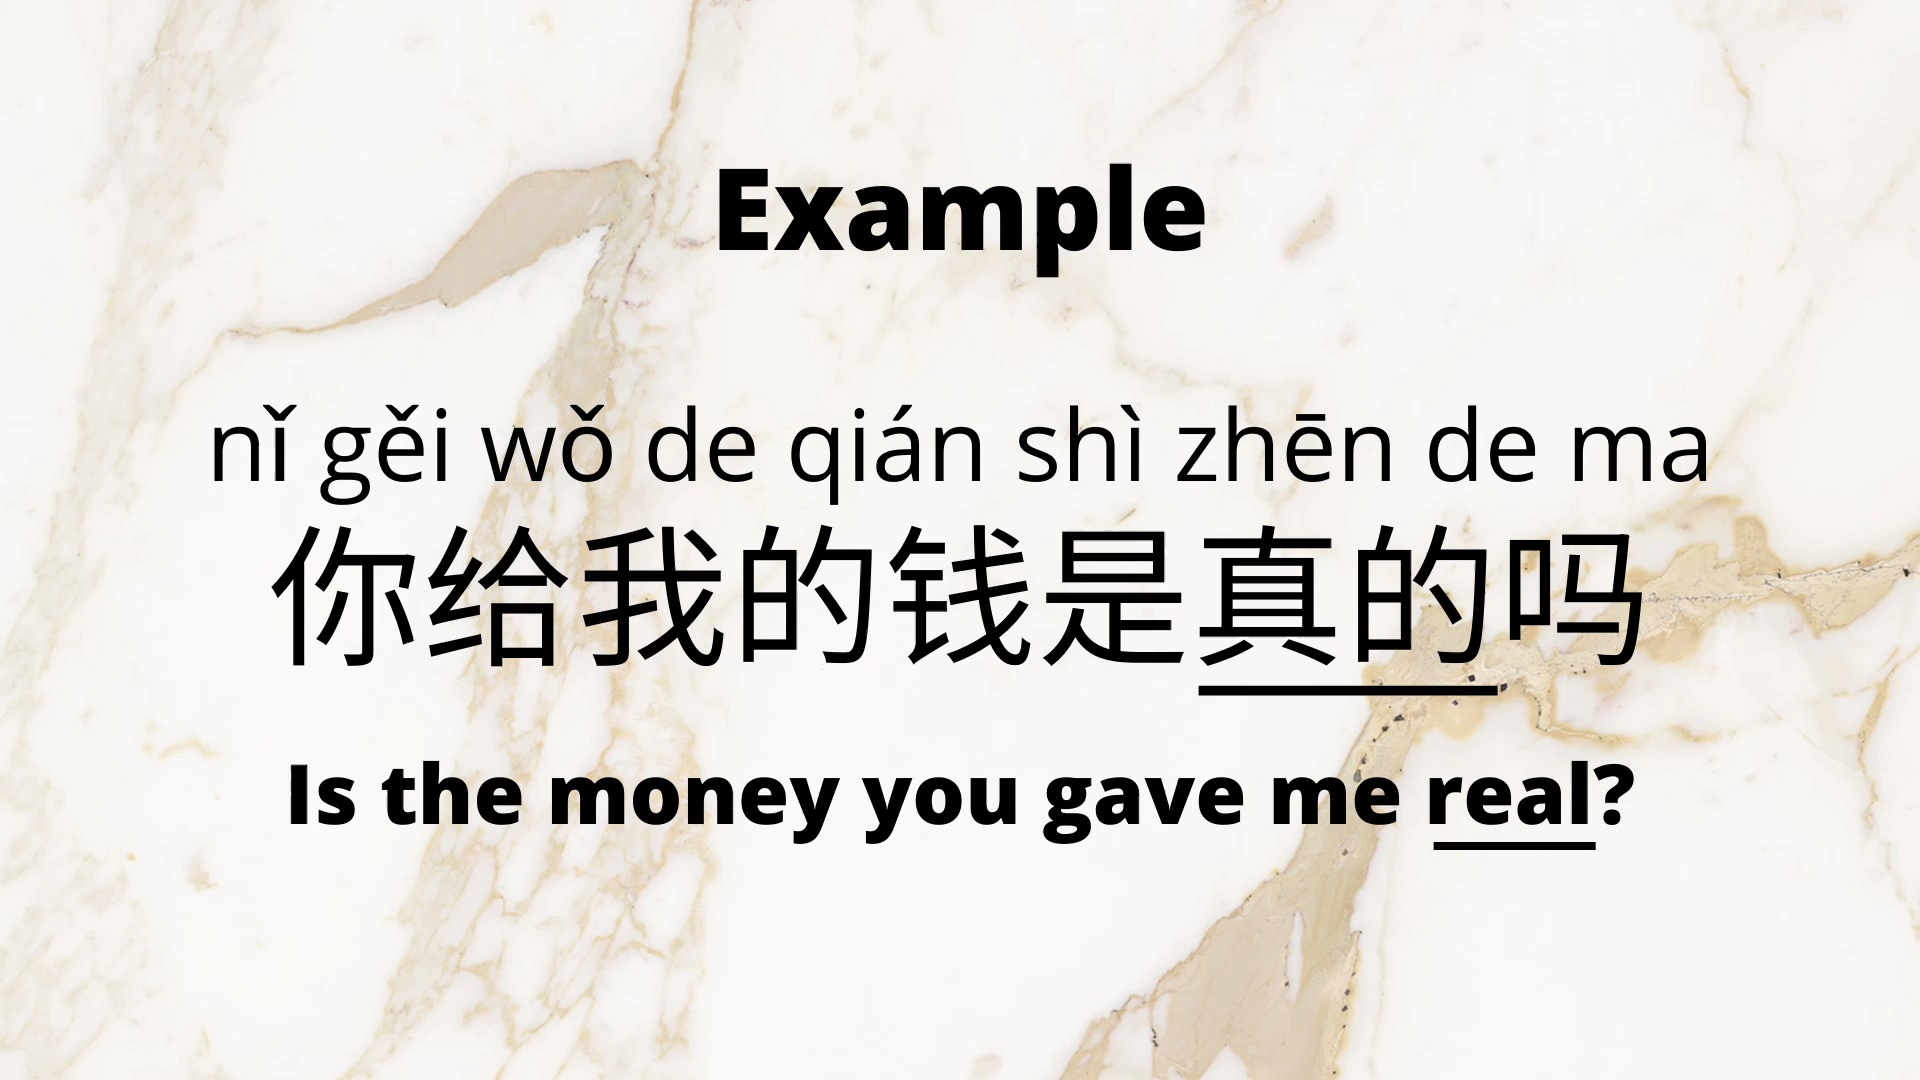 Example
nǐ gěi wǒ de qián shì zhēn de ma
你给我的钱是真的吗
Is the money you gave me real?